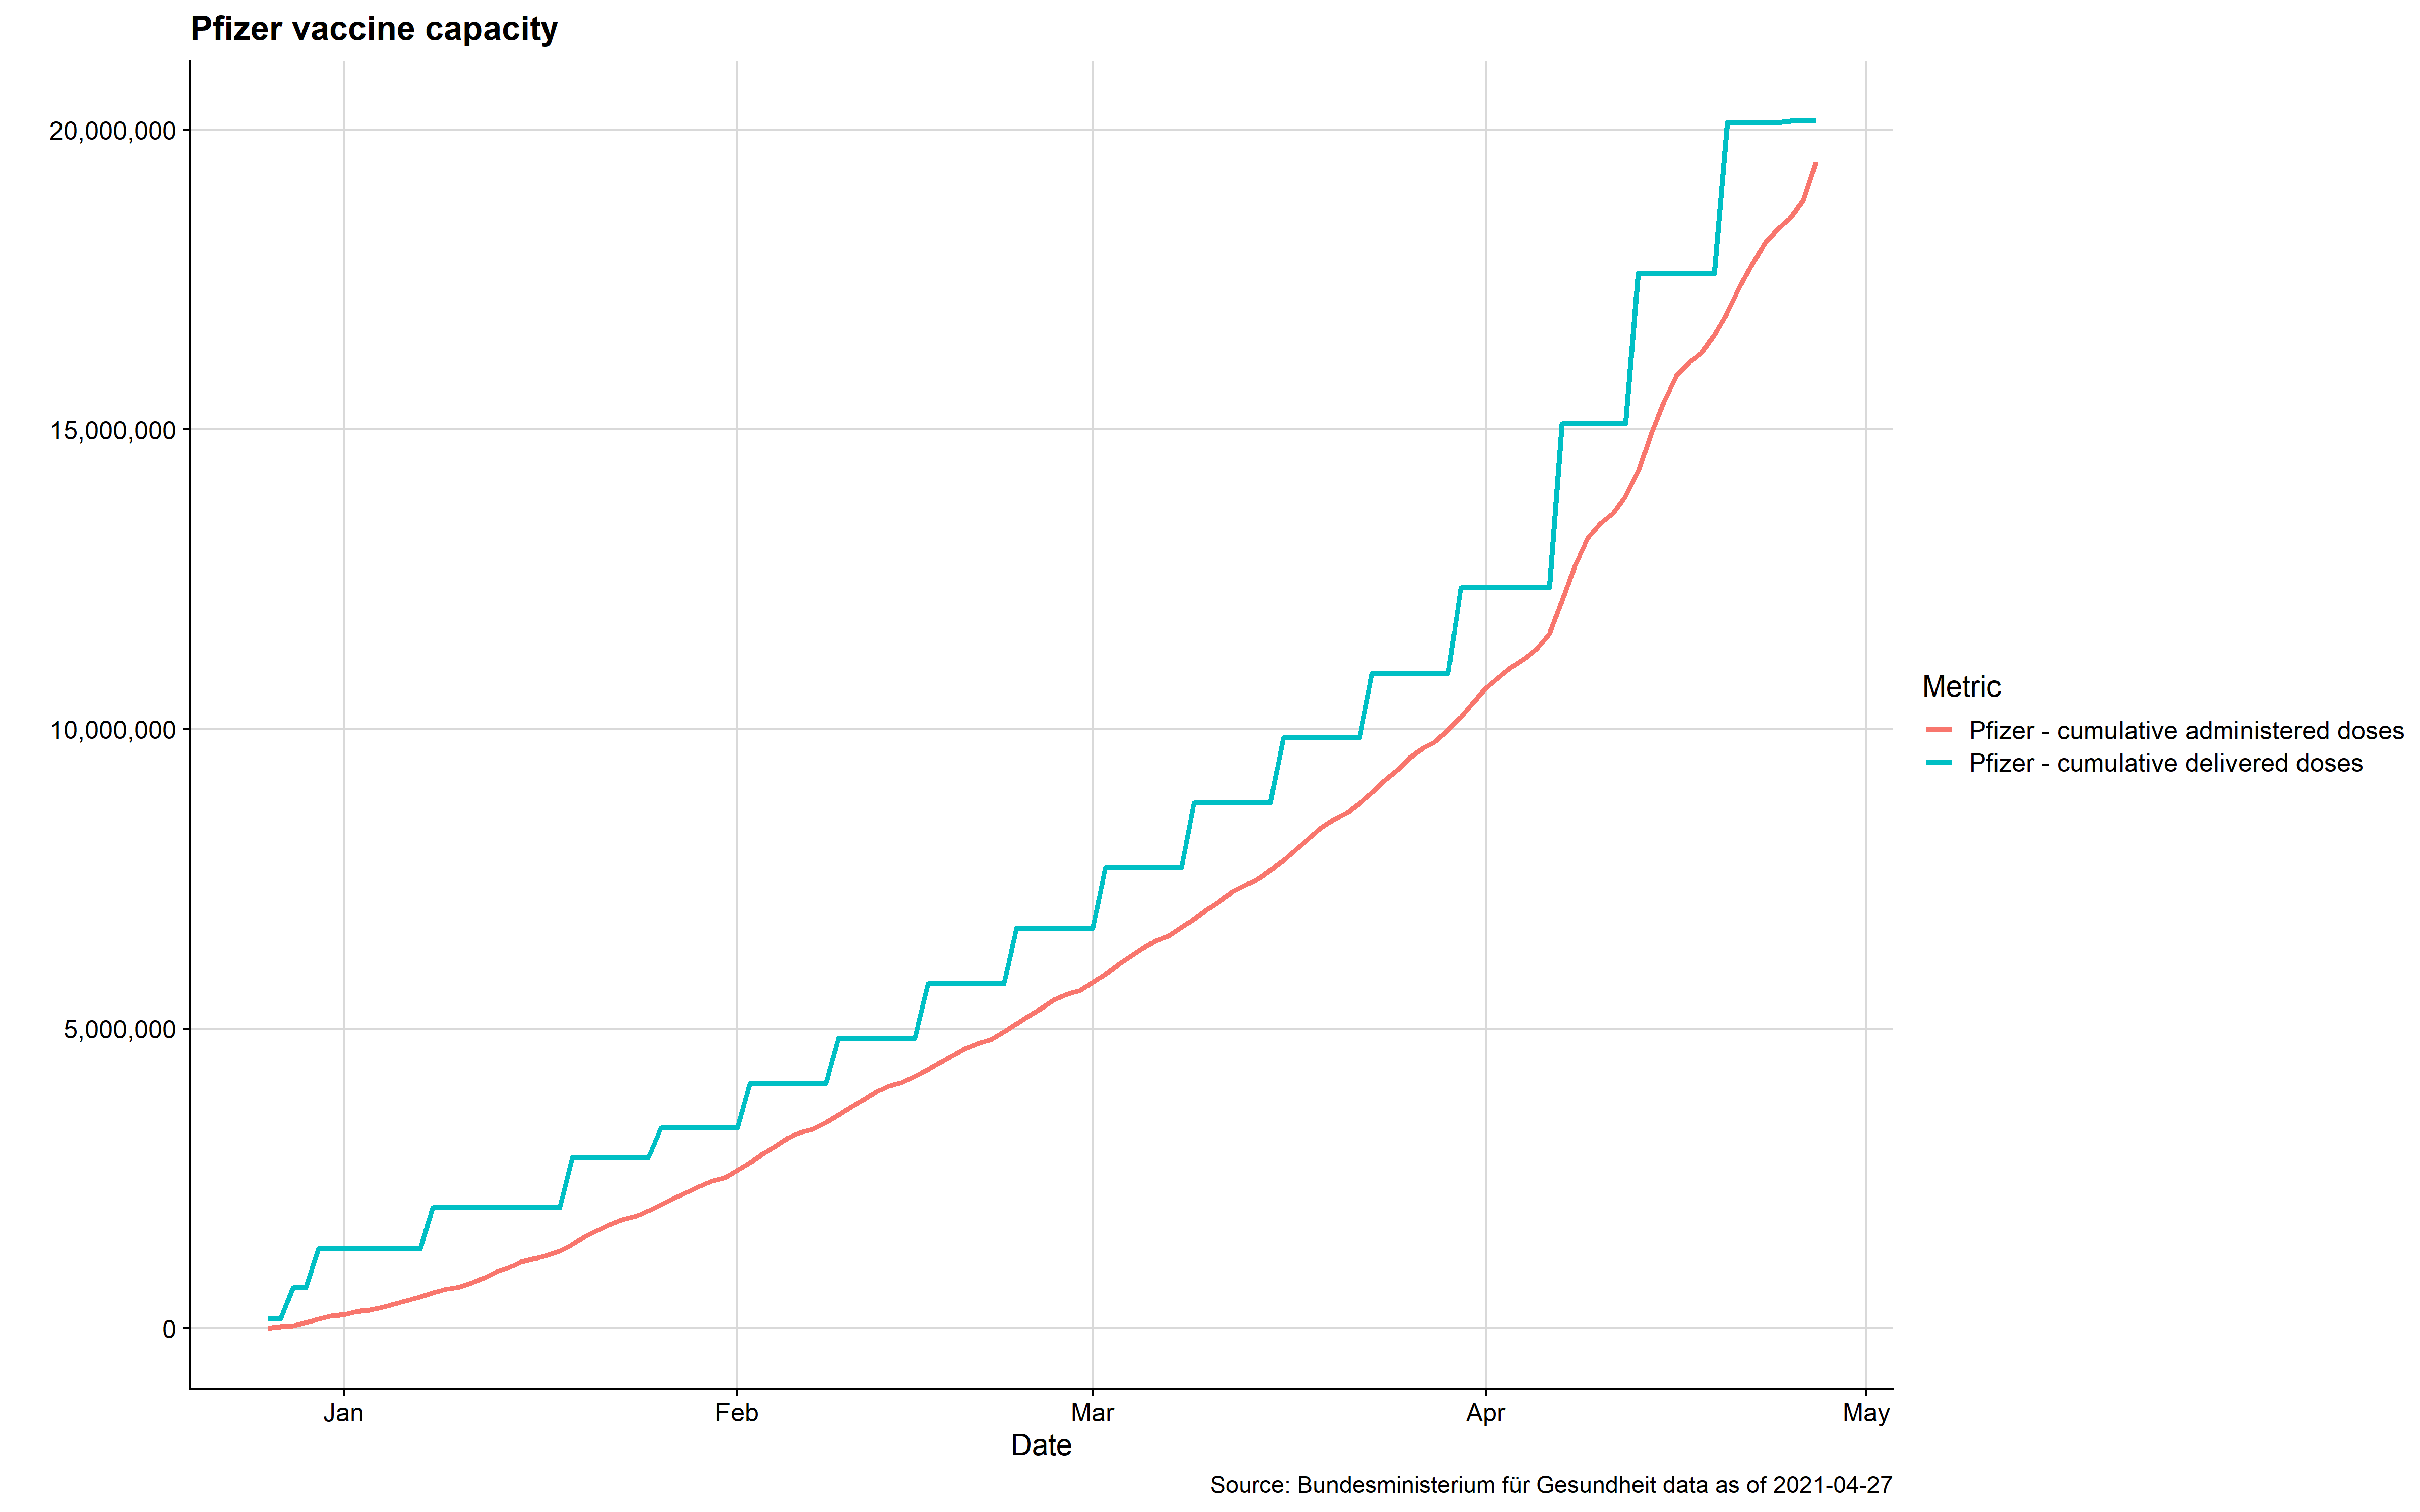 Pfizer vaccine capacity
20,000,000
15,000,000
10,000,000
5,000,000
0
Jan Feb Mar Apr May
Date
Metric
Pfizer - cumulative administered doses
Pfizer - cumulative delivered doses
Source: Bundesministerium für Gesundheit data as of 2021-04-27